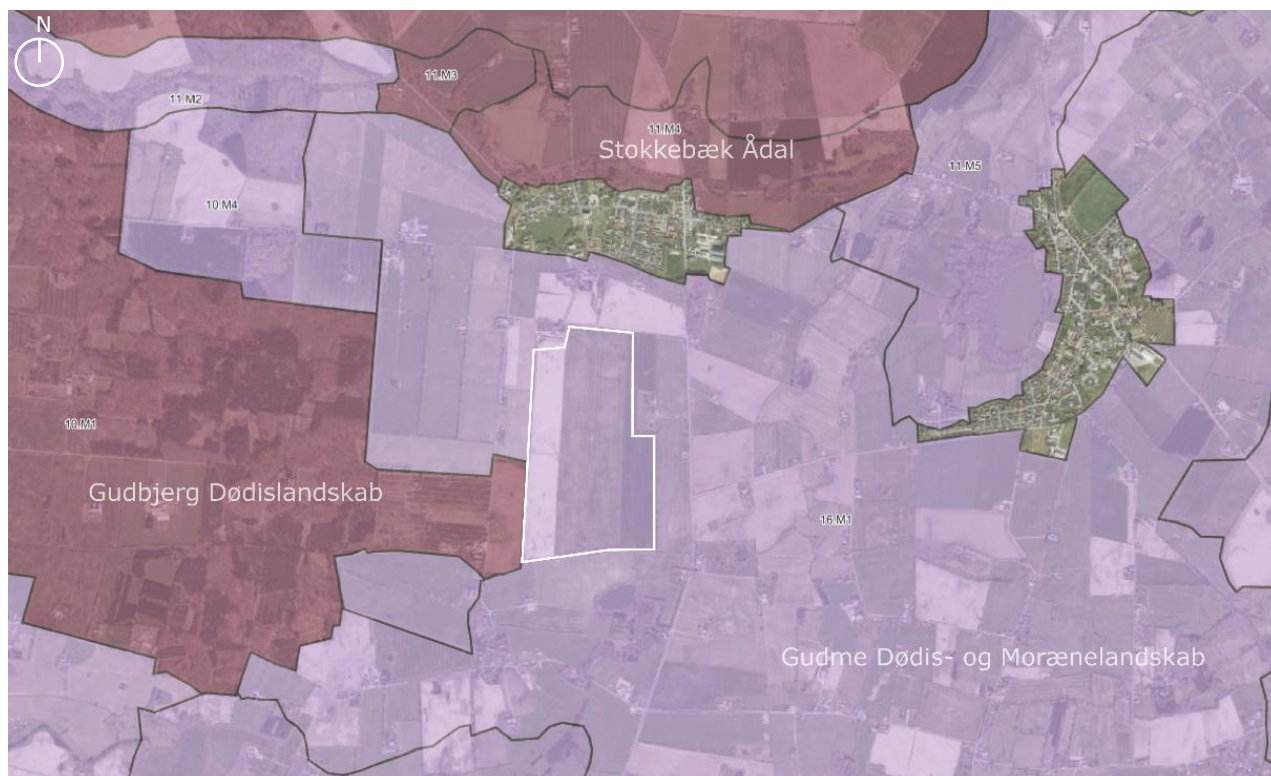 N
11.M3
11.M2
11.M4
Stokkebæk Ådal
11.M5
10.M4
10.M1
Gudbjerg Dødislandskab
16.M1
Gudme Dødis- og Morænelandskab